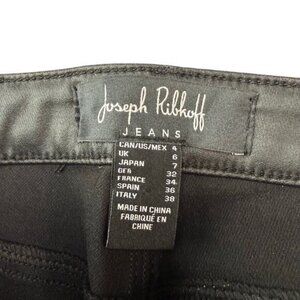 Joseph Ribkoff
JEANS
CAN/US/MEX 4
UK 6
JAPAN 7
GER 32
FRANCE 34
SPAIN 36
ITALY 38
MADE IN CHINA
FABRIQUÉ EN
CHINE